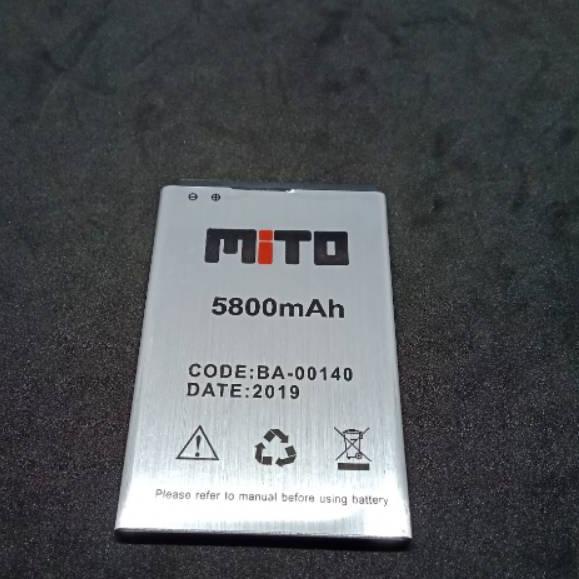 MiTO
5800mAh
CODE:BA-00140
DATE:2019
Please refer to manual before using battery